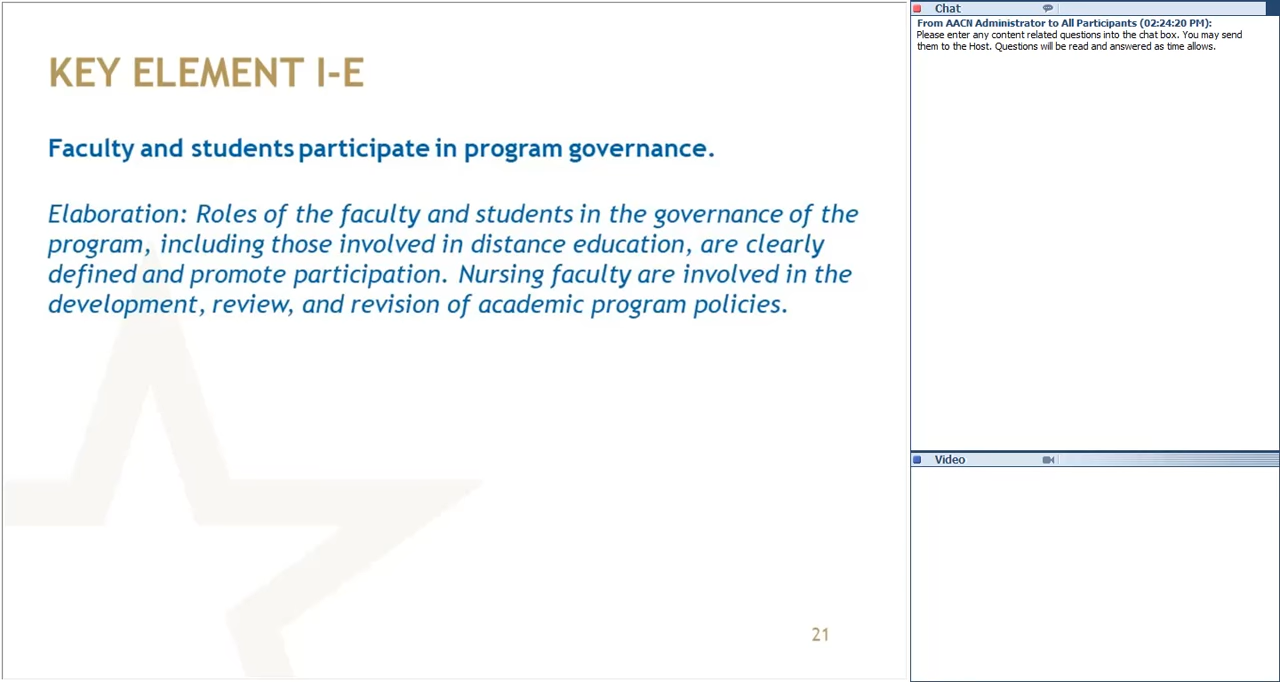 KEY ELEMENT I-E
Faculty and students participate in program governance.
Elaboration: Roles of the faculty and students in the governance of the
program, including those involved in distance education, are clearly
defined and promote participation. Nursing faculty are involved in the
development, review, and revision of academic program policies.
21
Chat
From AACN Administrator to All Participants (02:24:20 PM):
Please enter any content related questions into the chat box. You may send
them to the Host. Questions will be read and answered as time allows.
Video